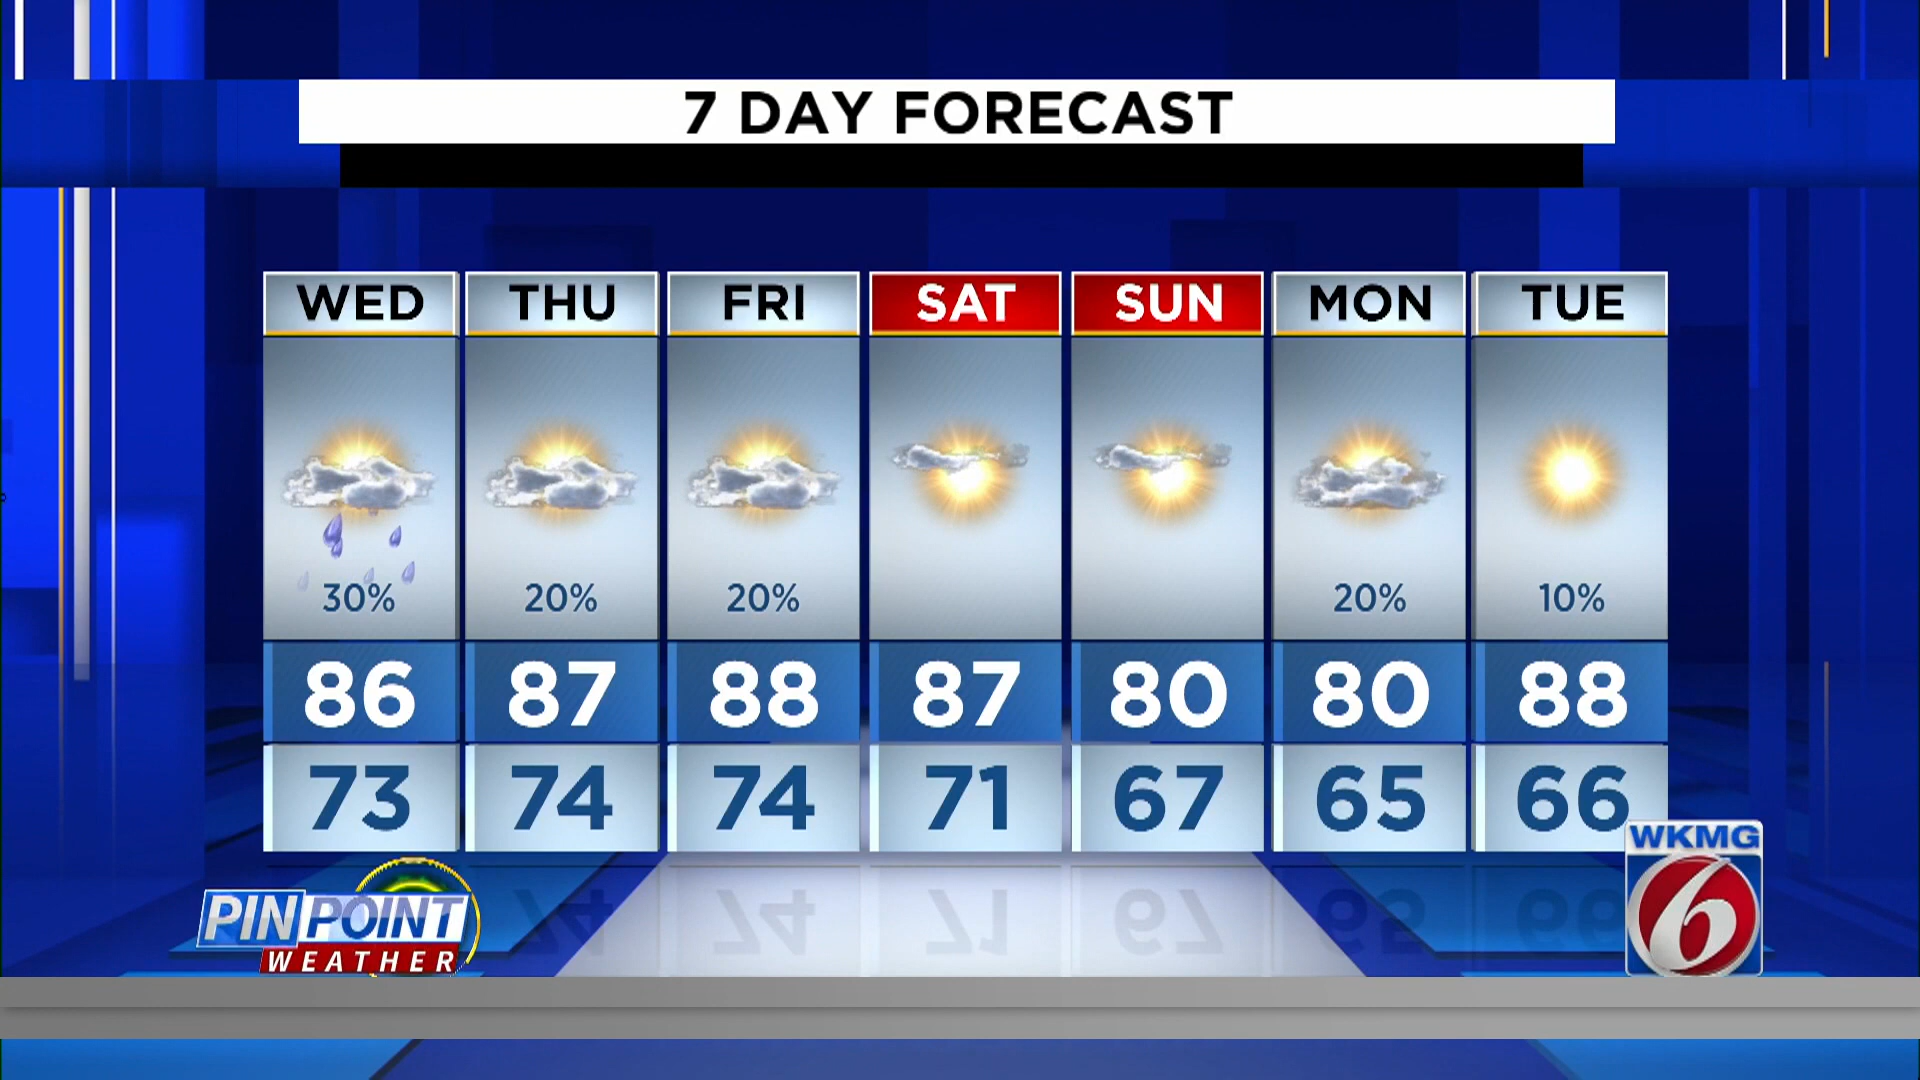 7 DAY FORECAST
WED THU FRI SAT SUN MON TUE
30% 20% 20% 20% 10%
86 87 88 87 80 80 88
73 74 74 71 67 65 66
WKMG
6
PINPOINT
WEATHER